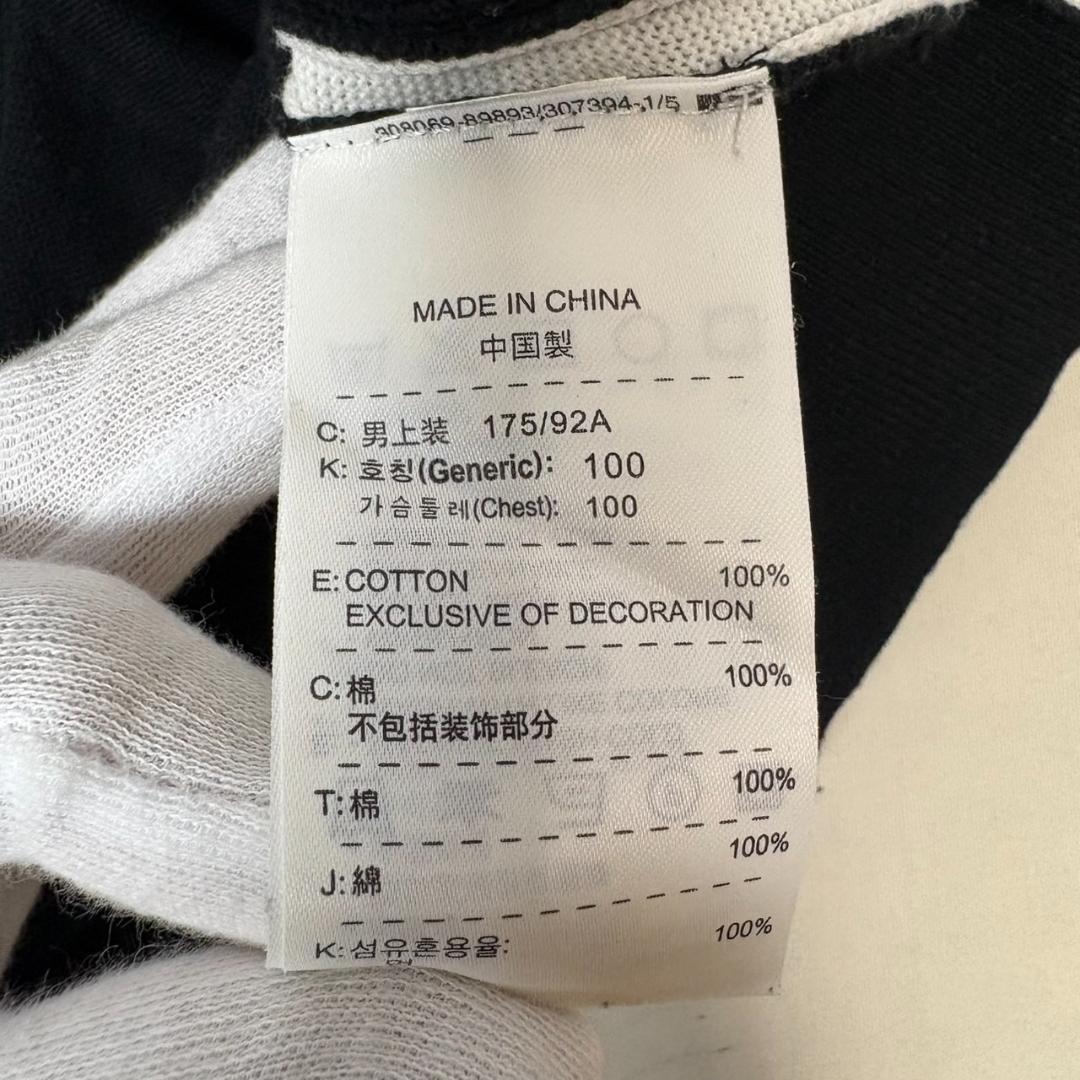 308069-89893/307394-1/5
MADE IN CHINA
中国製
C: 男上装 175/92A
K: 호칭(Generic): 100
가슴둘레(Chest): 100
E: COTTON 100%
EXCLUSIVE OF DECORATION
C: 棉 100%
不包括装饰部分
T: 棉 100%
J: 綿 100%
K: 섬유혼용율: 100%